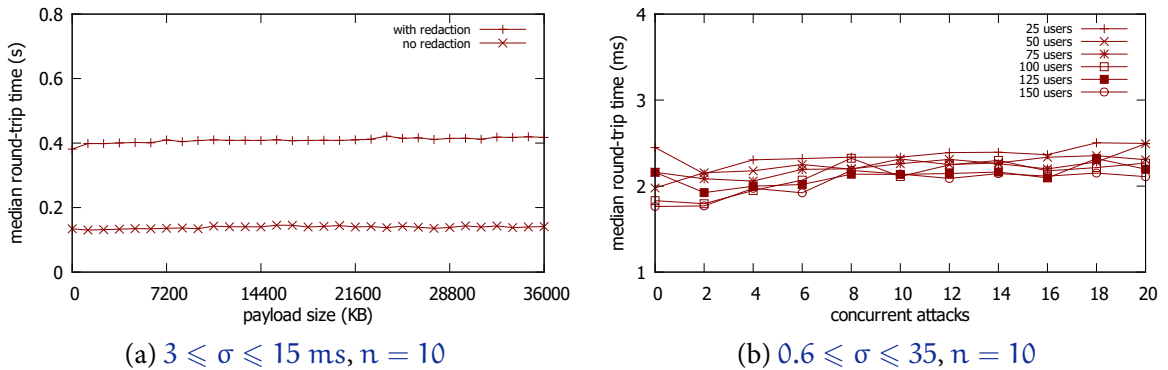 median round-trip time (s)
0.8
0.6
0.4
0.2
0
with redaction
no redaction
0 7200 14400 21600 28800 36000
payload size (KB)
(a) 3 ⩽ σ ⩽ 15 ms, n = 10
median round-trip time (ms)
4
3
2
1
25 users
50 users
75 users
100 users
125 users
150 users
0 2 4 6 8 10 12 14 16 18 20
concurrent attacks
(b) 0.6 ⩽ σ ⩽ 35, n = 10